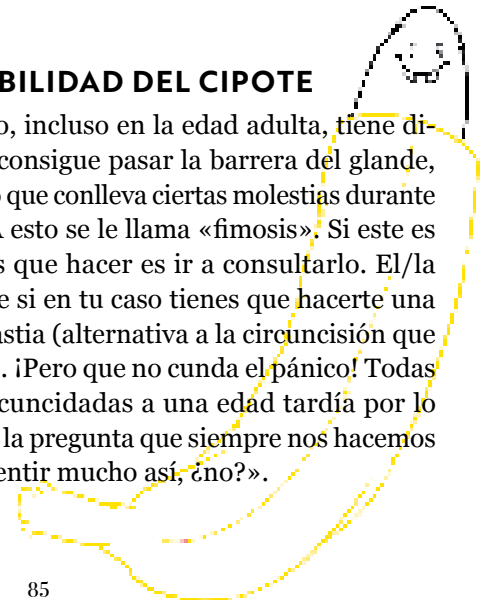 BILIDAD DEL CIPOTE
o, incluso en la edad adulta, tiene di-
consigue pasar la barrera del glande,
que conlleva ciertas molestias durante
esto se le llama «fimosis». Si este es
s que hacer es ir a consultarlo. El/la
e si en tu caso tienes que hacerte una
astia (alternativa a la circuncisión que
. ¡Pero que no cunda el pánico! Todas
cuncidadas a una edad tardía por lo
la pregunta que siempre nos hacemos
entir mucho así, ¿no?».
85